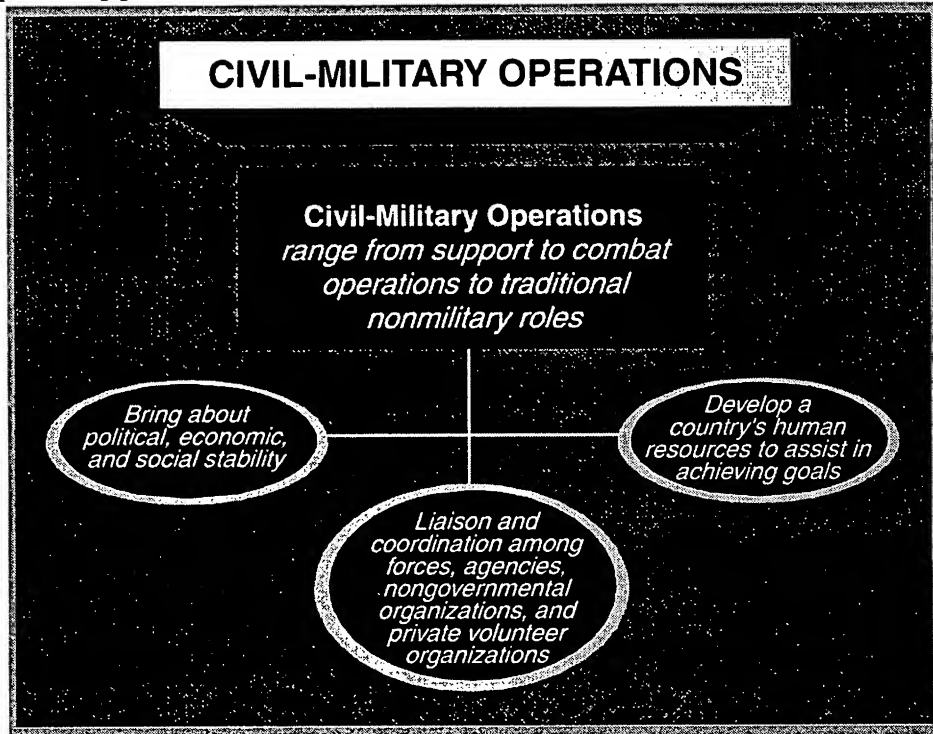 CIVIL-MILITARY OPERATIONS
Civil-Military Operations
range from support to combat
operations to traditional
nonmilitary roles
Bring about
political, economic,
and social stability
Develop a
country's human
resources to assist in
achieving goals
Liaison and
coordination among
forces, agencies,
nongovernmental
organizations, and
private volunteer
organizations